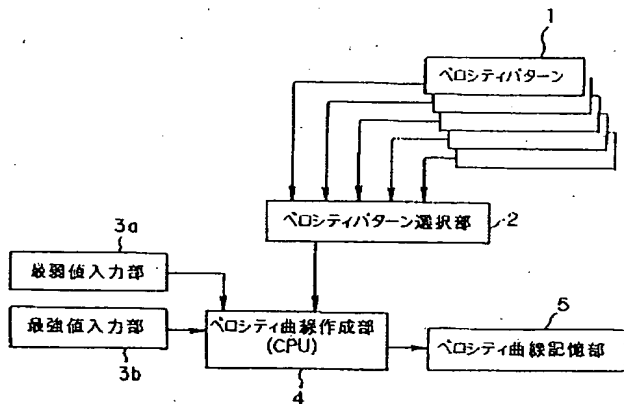 1
ベロシティパターン
ベロシティパターン選択部
2
3a
最弱値入力部
最強値入力部
3b
ベロシティ曲線作成部
(CPU)
4
5
ベロシティ曲線記憶部